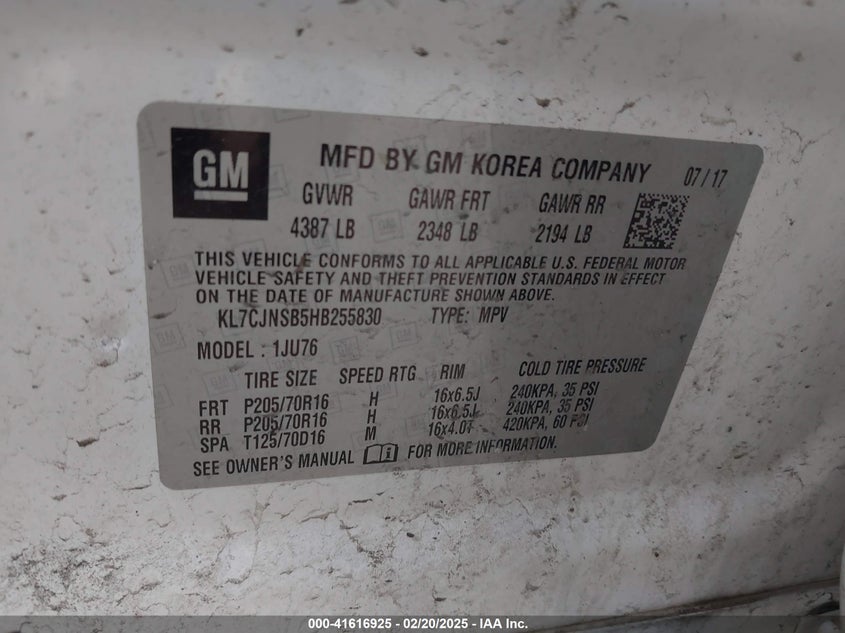 GM
MFD BY GM KOREA COMPANY 07/17
GVWR GAWR FRT GAWR RR
4387 LB 2348 LB 2194 LB
THIS VEHICLE CONFORMS TO ALL APPLICABLE U.S. FEDERAL MOTOR
VEHICLE SAFETY AND THEFT PREVENTION STANDARDS IN EFFECT
ON THE DATE OF MANUFACTURE SHOWN ABOVE.
KL7CJNSB5HB255830 TYPE: MPV
MODEL : 1JU76
TIRE SIZE SPEED RTG RIM COLD TIRE PRESSURE
FRT P205/70R16 H 16x6.5J 240KPA, 35 PSI
RR P205/70R16 H 16x6.5J 240KPA, 35 PSI
SPA T125/70D16 M 16x4.0T 420KPA, 60 PSI
SEE OWNER'S MANUAL FOR MORE INFORMATION.
000-41616925 - 02/20/2025 - IAA Inc.